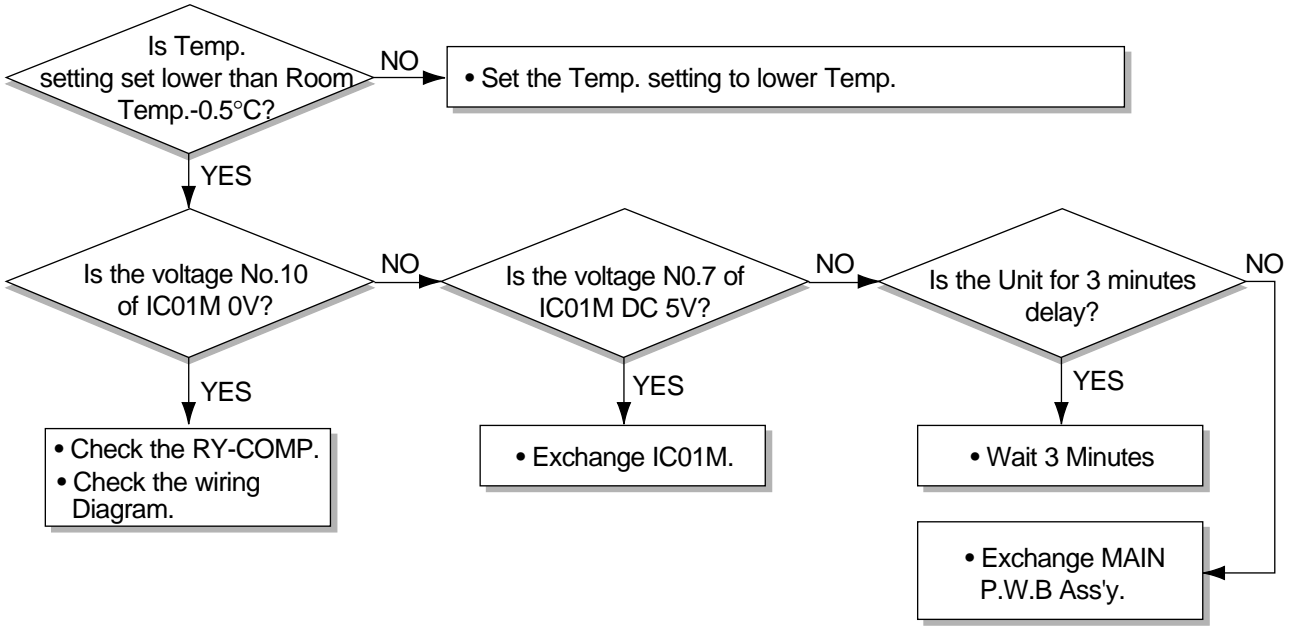 Is Temp.
setting set lower than Room
Temp.-0.5°C?
NO
• Set the Temp. setting to lower Temp.
YES
Is the voltage No.10
of IC01M 0V?
NO
Is the voltage N0.7 of
IC01M DC 5V?
NO
Is the Unit for 3 minutes
delay?
NO
YES
YES
YES
• Check the RY-COMP.
• Check the wiring
Diagram.
• Exchange IC01M.
• Wait 3 Minutes
• Exchange MAIN
P.W.B Ass'y.